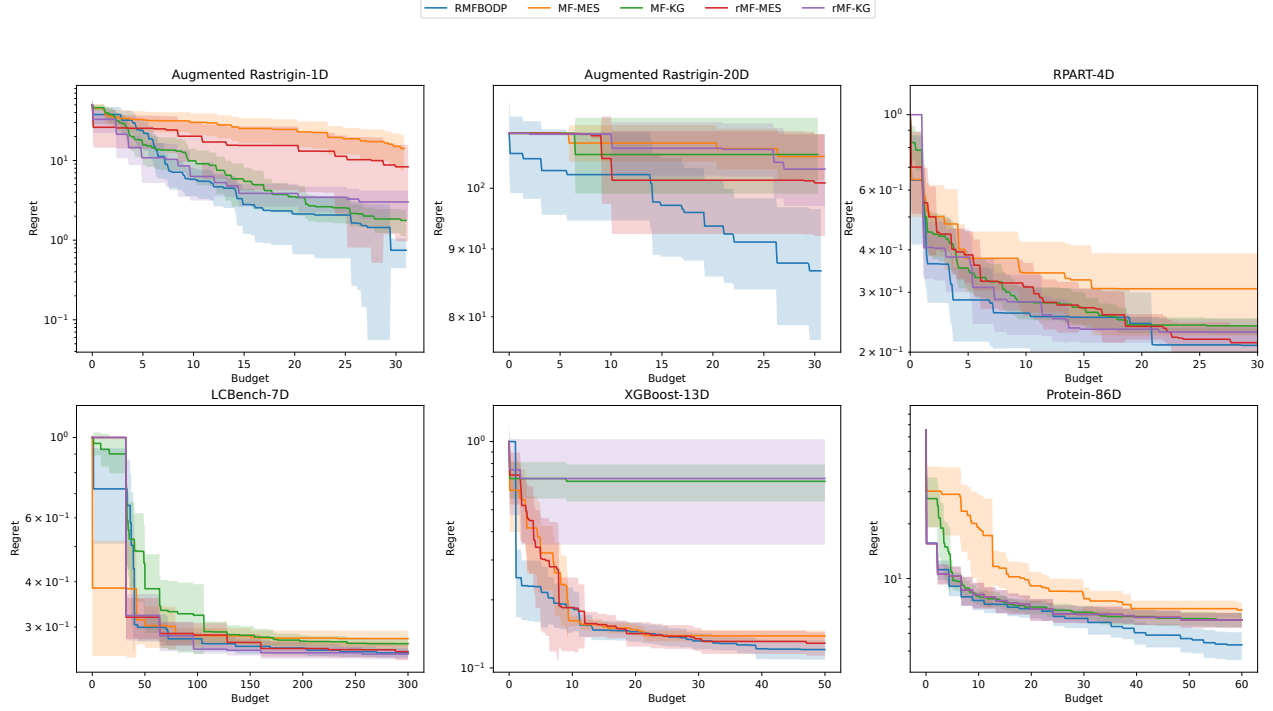 RMFBODP MF-MES MF-KG rMF-MES rMF-KG
Augmented Rastrigin-1D
Regret
10¹
10⁰
10⁻¹
0 5 10 15 20 25 30
Budget
Augmented Rastrigin-20D
Regret
10²
9 × 10¹
8 × 10¹
0 5 10 15 20 25 30
Budget
RPART-4D
Regret
10⁰
6 × 10⁻¹
4 × 10⁻¹
3 × 10⁻¹
2 × 10⁻¹
0 5 10 15 20 25 30
Budget
LCBench-7D
Regret
10⁰
6 × 10⁻¹
4 × 10⁻¹
3 × 10⁻¹
0 50 100 150 200 250 300
Budget
XGBoost-13D
Regret
10⁰
10⁻¹
0 10 20 30 40 50
Budget
Protein-86D
Regret
10¹
0 10 20 30 40 50 60
Budget